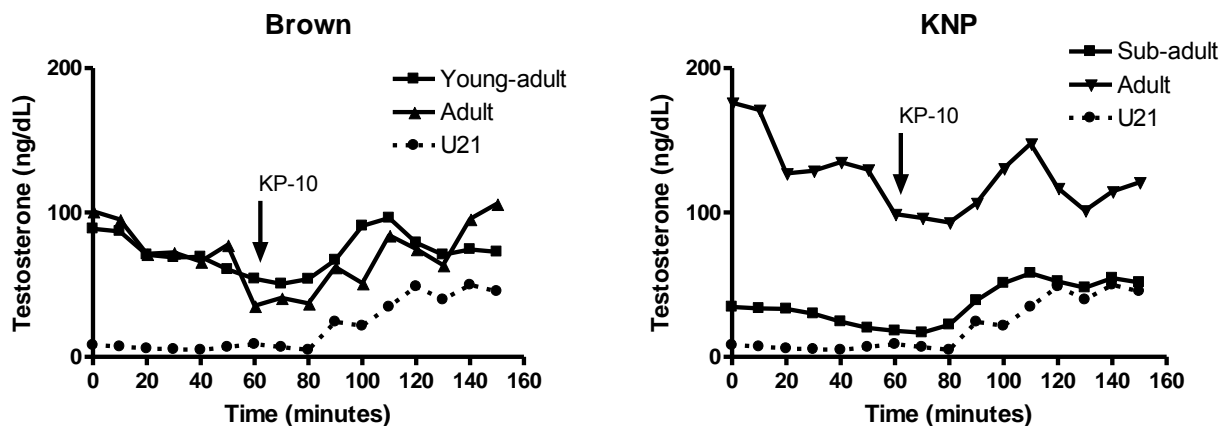 Brown
Testosterone (ng/dL)
200
100
0
Young-adult
Adult
U21
KP-10
0 20 40 60 80 100 120 140 160
Time (minutes)
KNP
Testosterone (ng/dL)
200
100
0
Sub-adult
Adult
U21
KP-10
0 20 40 60 80 100 120 140 160
Time (minutes)